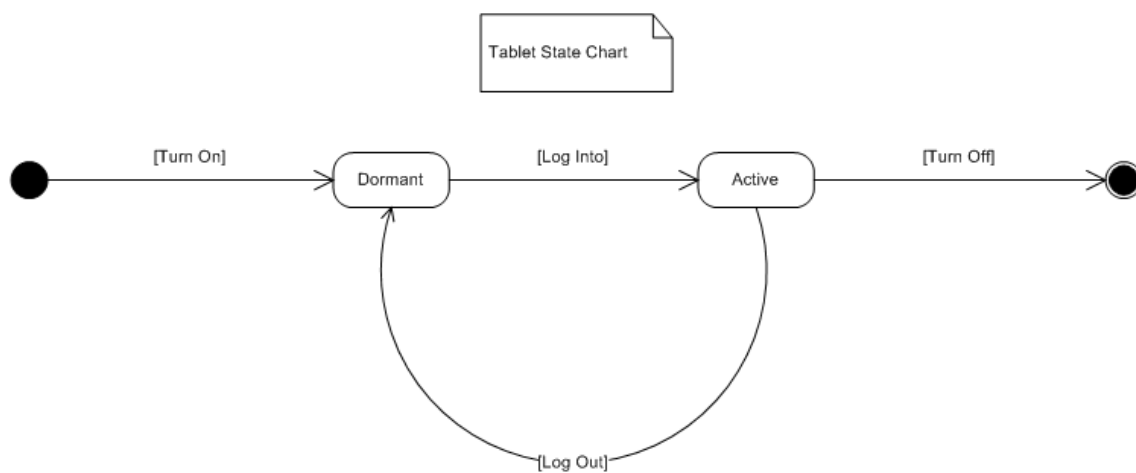 Tablet State Chart
[Turn On]
[Log Into]
[Turn Off]
Dormant
Active
[Log Out]